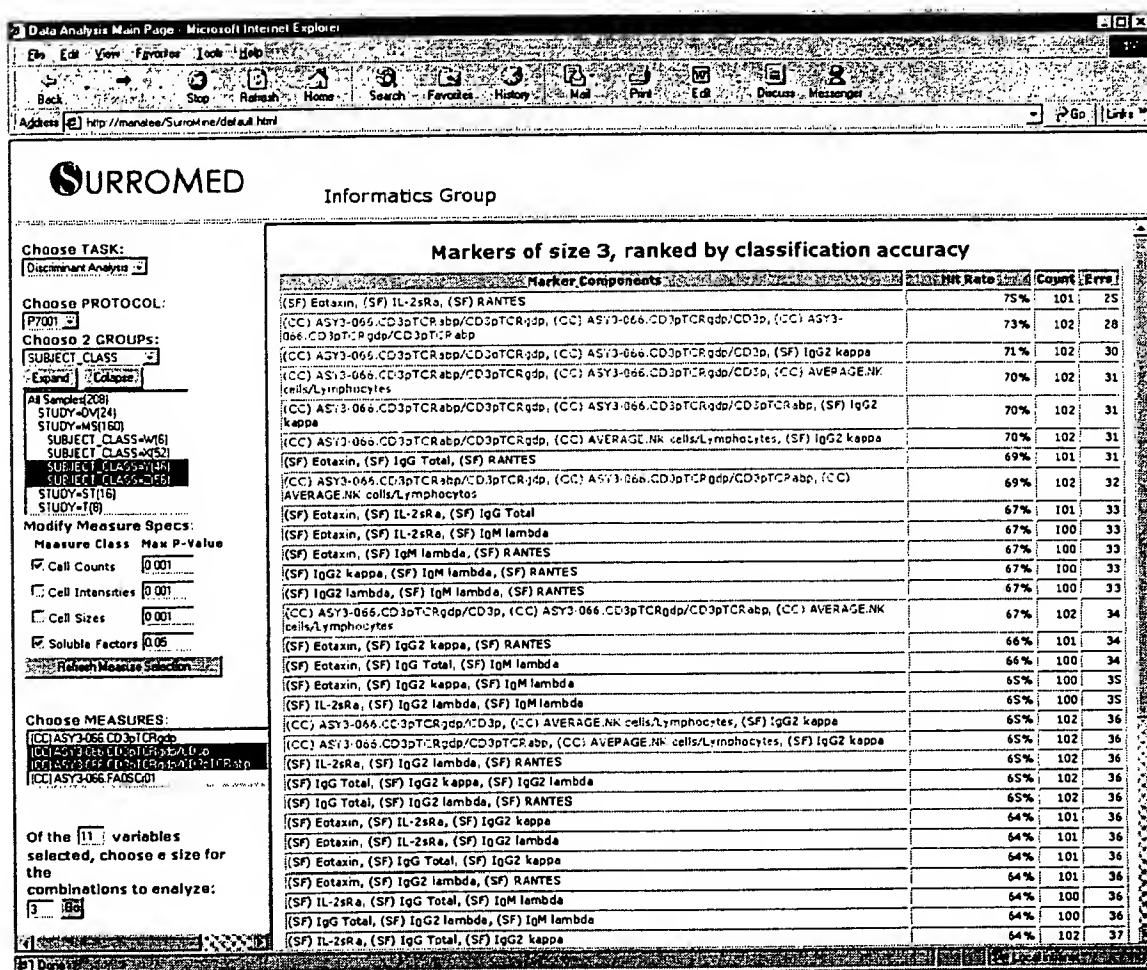 Data Analysis Main Page - Microsoft Internet Explorer
File Edit View Favorites Tools Help
Back Stop Refresh Home Search Favorites History Mail Print Edit Discuss Messenger
Address http://manatee/SurroMine/default.html Go Links
SURROMED
Informatics Group
Choose TASK:
Discriminant Analysis
Choose PROTOCOL:
P7001
Choose 2 GROUPs:
SUBJECT_CLASS
Expand Collapse
All Samples(208)
STUDY=DV(24)
STUDY=MS(160)
SUBJECT_CLASS=W(6)
SUBJECT_CLASS=X(52)
SUBJECT_CLASS=Y(46)
SUBJECT_CLASS=Z(56)
STUDY=ST(16)
STUDY=T(8)
Modify Measure Specs:
Measure Class Max P-Value
Cell Counts 0.001
Cell Intensities 0.001
Cell Sizes 0.001
Soluble Factors 0.05
Refresh Measure Selection
Choose MEASURES:
(CC) ASY3-066.CD3pTCRgdp
(CC) ASY3-066.CD3pTCRgdp/CD3p
(CC) ASY3-066.CD3pTCRgdp/CD3pTCRabp
(CC) ASY3-066.
Of the 11 variables
selected, choose a size for
the
combinations to analyze:
3 Go
Markers of size 3, ranked by classification accuracy
Marker Components Hit Rate Count Errs
(SF) Eotaxin, (SF) IL-2sRa, (SF) RANTES 75% 101 25
(CC) ASY3-066.CD3pTCRabp/CD3pTCRgdp, (CC) ASY3-066.CD3pTCRgdp/CD3p, (CC) ASY3-
066.CD3pTCRgdp/CD3pTCRabp 73% 102 28
(CC) ASY3-066.CD3pTCRabp/CD3pTCRgdp, (CC) ASY3-066.CD3pTCRgdp/CD3p, (SF) IgG2 kappa 71% 102 30
(CC) ASY3-066.CD3pTCRabp/CD3pTCRgdp, (CC) ASY3-066.CD3pTCRgdp/CD3p, (CC) AVERAGE.NK
cells/Lymphocytes 70% 102 31
(CC) ASY3-066.CD3pTCRabp/CD3pTCRgdp, (CC) ASY3-066.CD3pTCRgdp/CD3pTCRabp, (SF) IgG2
kappa 70% 102 31
(CC) ASY3-066.CD3pTCRabp/CD3pTCRgdp, (CC) AVERAGE.NK cells/Lymphocytes, (SF) IgG2 kappa 70% 102 31
(SF) Eotaxin, (SF) IgG Total, (SF) RANTES 69% 101 31
(CC) ASY3-066.CD3pTCRabp/CD3pTCRgdp, (CC) ASY3-066.CD3pTCRgdp/CD3pTCRabp, (CC)
AVERAGE.NK cells/Lymphocytes 69% 102 32
(SF) Eotaxin, (SF) IL-2sRa, (SF) IgG Total 67% 101 33
(SF) Eotaxin, (SF) IL-2sRa, (SF) IgM lambda 67% 100 33
(SF) Eotaxin, (SF) IgM lambda, (SF) RANTES 67% 100 33
(SF) IgG2 kappa, (SF) IgM lambda, (SF) RANTES 67% 100 33
(SF) IgG2 lambda, (SF) IgM lambda, (SF) RANTES 67% 100 33
(CC) ASY3-066.CD3pTCRgdp/CD3p, (CC) ASY3-066.CD3pTCRgdp/CD3pTCRabp, (CC) AVERAGE.NK
cells/Lymphocytes 67% 102 34
(SF) Eotaxin, (SF) IgG2 kappa, (SF) RANTES 66% 101 34
(SF) Eotaxin, (SF) IgG Total, (SF) IgM lambda 66% 100 34
(SF) Eotaxin, (SF) IgG2 kappa, (SF) IgM lambda 65% 100 35
(SF) IL-2sRa, (SF) IgG2 lambda, (SF) IgM lambda 65% 100 35
(CC) ASY3-066.CD3pTCRgdp/CD3p, (CC) AVERAGE.NK cells/Lymphocytes, (SF) IgG2 kappa 65% 102 36
(CC) ASY3-066.CD3pTCRgdp/CD3pTCRabp, (CC) AVERAGE.NK cells/Lymphocytes, (SF) IgG2 kappa 65% 102 36
(SF) IL-2sRa, (SF) IgG2 lambda, (SF) RANTES 65% 102 36
(SF) IgG Total, (SF) IgG2 kappa, (SF) IgG2 lambda 65% 102 36
(SF) IgG Total, (SF) IgG2 lambda, (SF) RANTES 65% 102 36
(SF) Eotaxin, (SF) IL-2sRa, (SF) IgG2 kappa 64% 101 36
(SF) Eotaxin, (SF) IL-2sRa, (SF) IgG2 lambda 64% 101 36
(SF) Eotaxin, (SF) IgG Total, (SF) IgG2 kappa 64% 101 36
(SF) Eotaxin, (SF) IgG2 lambda, (SF) RANTES 64% 101 36
(SF) IL-2sRa, (SF) IgG Total, (SF) IgM lambda 64% 100 36
(SF) IgG Total, (SF) IgG2 lambda, (SF) IgM lambda 64% 100 36
(SF) IL-2sRa, (SF) IgG Total, (SF) IgG2 kappa 64% 102 37
Done Local intranet